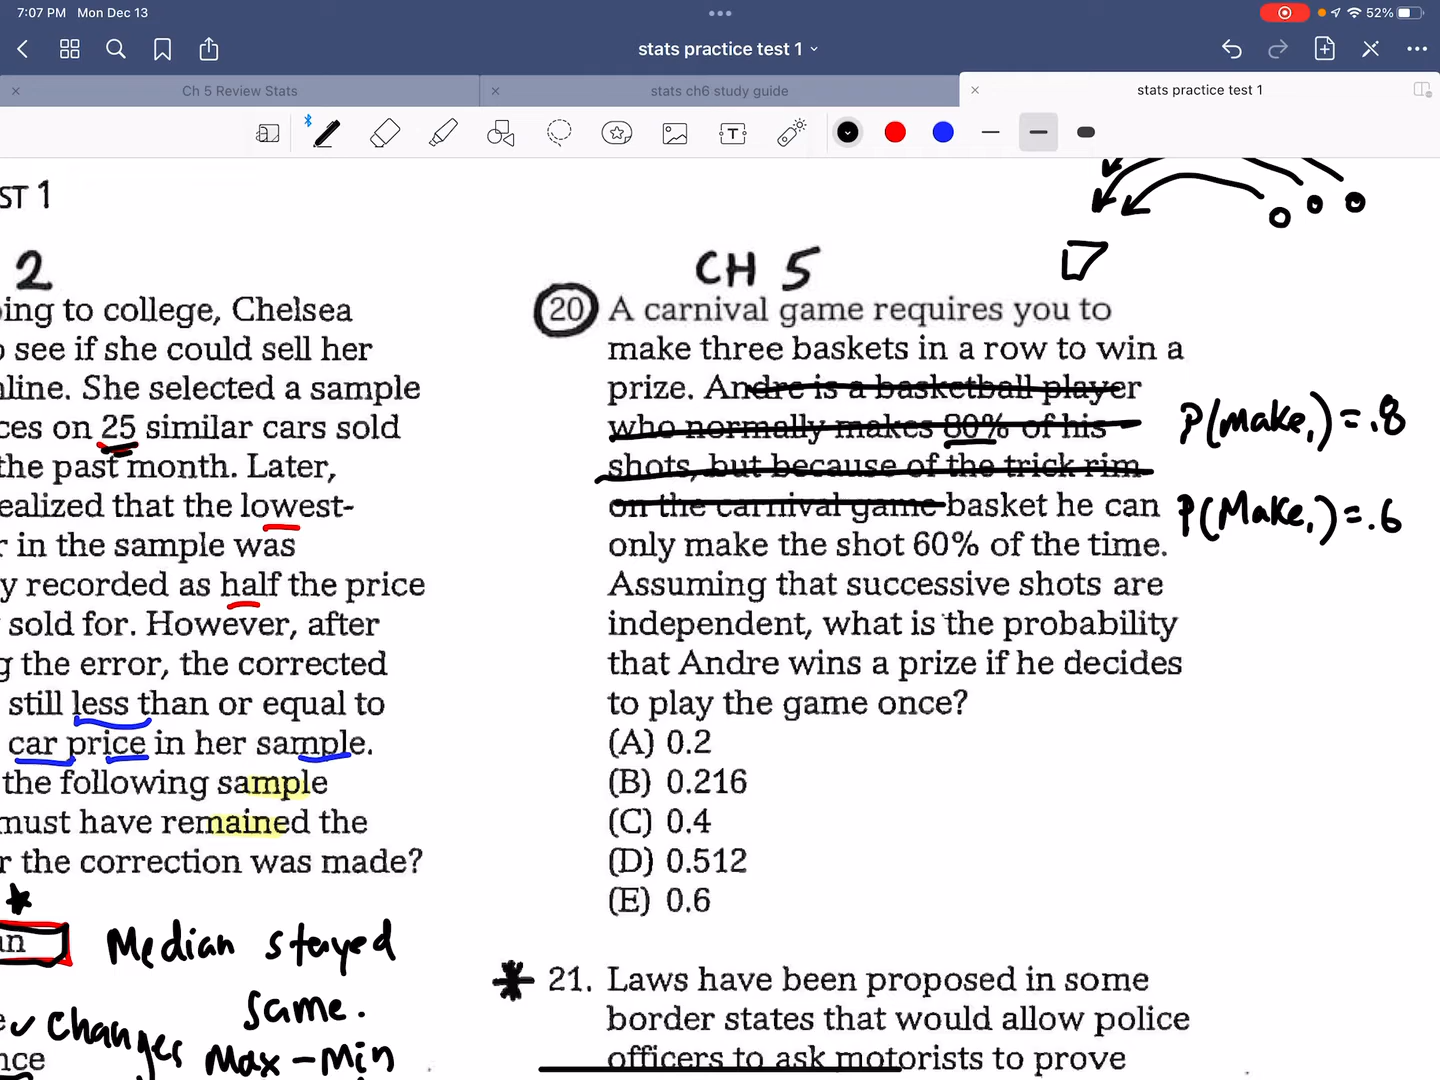 7:07 PM Mon Dec 13
52%
stats practice test 1
Ch 5 Review Stats
stats ch6 study guide
stats practice test 1
T
ST 1
2
ing to college, Chelsea
see if she could sell her
nline. She selected a sample
ces on 25 similar cars sold
the past month. Later,
ealized that the lowest-
r in the sample was
y recorded as half the price
sold for. However, after
g the error, the corrected
still less than or equal to
car price in her sample.
the following sample
must have remained the
r the correction was made?
an
Median stayed
same.
Changes
Max - Min
nce
CH 5
20 A carnival game requires you to
make three baskets in a row to win a
prize. Andre is a basketball player
who normally makes 80% of his
shots, but because of the trick rim
on the carnival game basket he can
only make the shot 60% of the time.
Assuming that successive shots are
independent, what is the probability
that Andre wins a prize if he decides
to play the game once?
(A) 0.2
(B) 0.216
(C) 0.4
(D) 0.512
(E) 0.6
P(Make,)=.8
P(Make,)=.6
* 21. Laws have been proposed in some
border states that would allow police
officers to ask motorists to prove